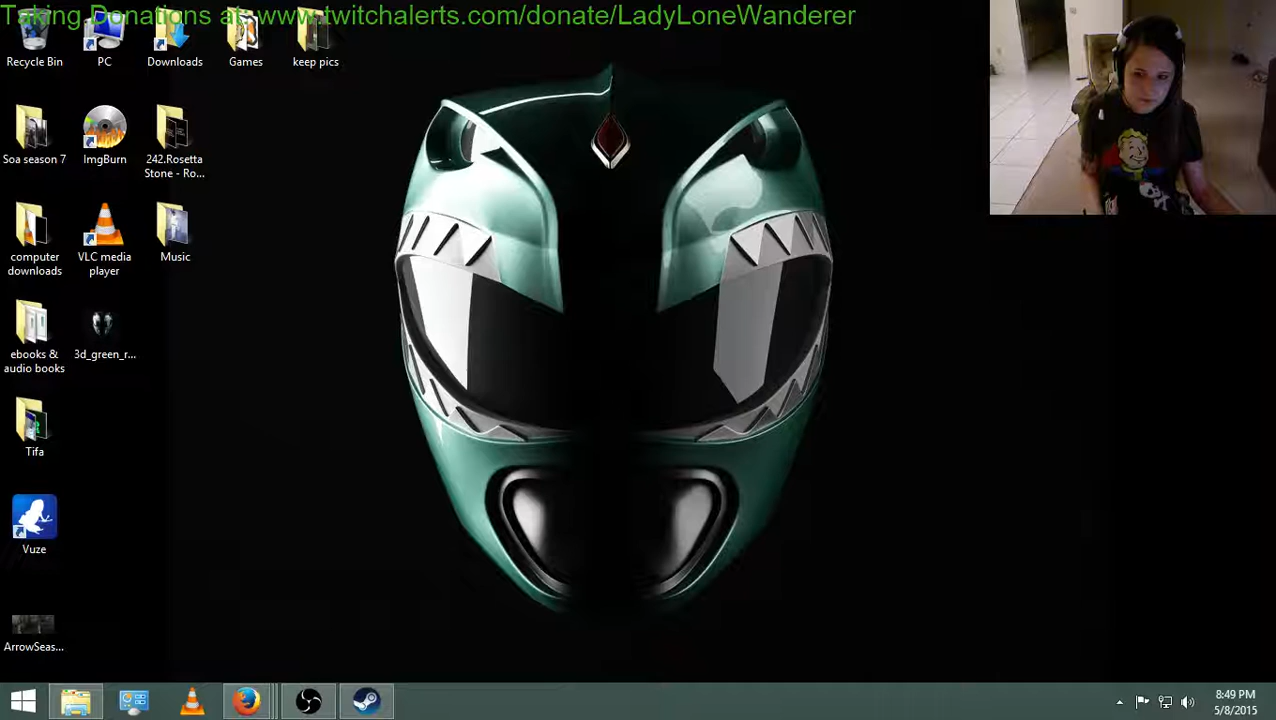 Taking Donations at: www.twitchalerts.com/donate/LadyLoneWanderer
Recycle Bin
PC
Downloads
Games
keep pics
Soa season 7
ImgBurn
242.Rosetta
Stone - Ro...
computer
downloads
VLC media
player
Music
ebooks &
audio books
3d_green_r...
Tifa
Vuze
ArrowSeas...
8:49 PM
5/8/2015